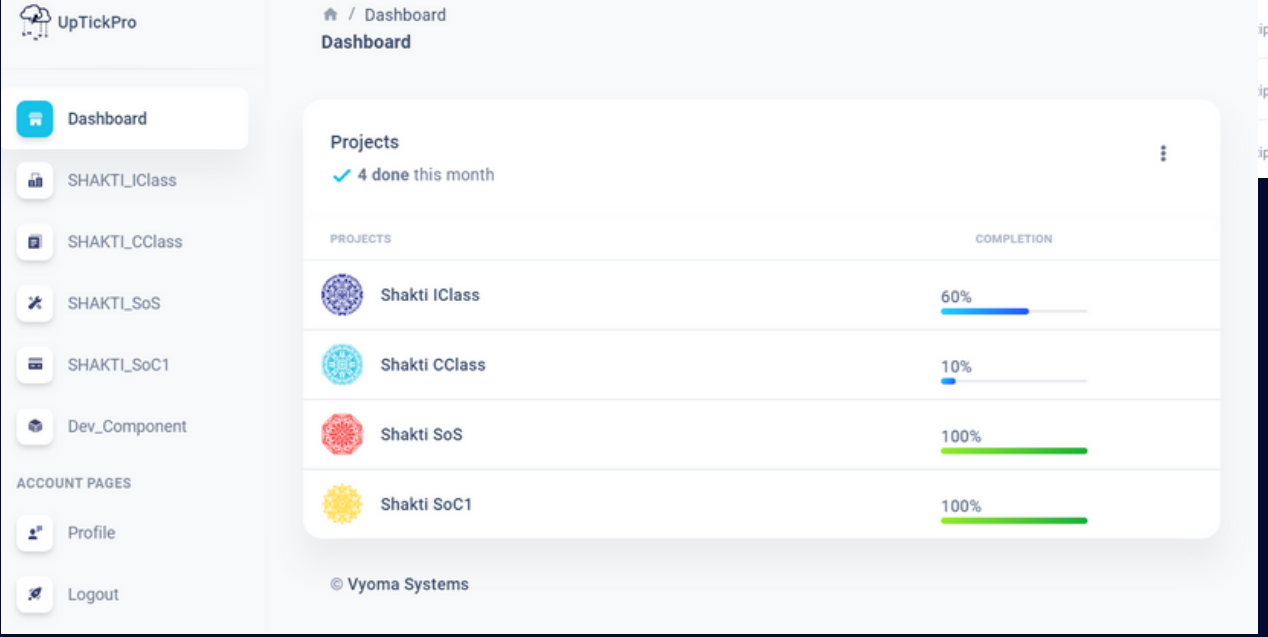 UpTickPro
Dashboard
SHAKTI_IClass
SHAKTI_CClass
SHAKTI_SoS
SHAKTI_SoC1
Dev_Component
ACCOUNT PAGES
Profile
Logout
/ Dashboard
Dashboard
Projects
4 done this month
PROJECTS COMPLETION
Shakti IClass 60%
Shakti CClass 10%
Shakti SoS 100%
Shakti SoC1 100%
© Vyoma Systems